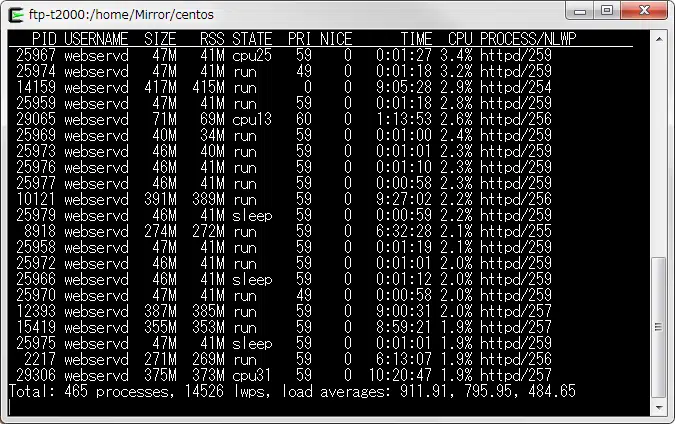 ftp-t2000:/home/Mirror/centos
PID USERNAME SIZE RSS STATE PRI NICE TIME CPU PROCESS/NLWP
25967 webservd 47M 41M cpu25 59 0 0:01:27 3.4% httpd/259
25974 webservd 47M 41M run 49 0 0:01:18 3.2% httpd/259
14159 webservd 417M 415M run 0 0 9:05:28 2.9% httpd/254
25959 webservd 47M 41M run 59 0 0:01:18 2.8% httpd/259
29065 webservd 71M 69M cpu13 60 0 1:13:53 2.6% httpd/256
25969 webservd 40M 34M run 59 0 0:01:00 2.4% httpd/259
25973 webservd 46M 40M run 59 0 0:01:01 2.3% httpd/259
25976 webservd 46M 41M run 59 0 0:01:10 2.3% httpd/259
25977 webservd 46M 41M run 59 0 0:00:58 2.3% httpd/259
10121 webservd 391M 389M run 59 0 9:27:02 2.2% httpd/256
25979 webservd 46M 41M sleep 59 0 0:00:59 2.2% httpd/259
8918 webservd 274M 272M run 59 0 6:32:28 2.1% httpd/255
25958 webservd 47M 41M run 59 0 0:01:19 2.1% httpd/259
25972 webservd 46M 41M run 59 0 0:01:01 2.0% httpd/259
25966 webservd 46M 41M sleep 59 0 0:01:12 2.0% httpd/259
25970 webservd 47M 41M run 49 0 0:00:58 2.0% httpd/259
12393 webservd 387M 385M run 59 0 9:00:31 2.0% httpd/257
15419 webservd 355M 353M run 59 0 8:59:21 1.9% httpd/257
25975 webservd 47M 41M sleep 59 0 0:01:01 1.9% httpd/259
2217 webservd 271M 269M run 59 0 6:13:07 1.9% httpd/256
29306 webservd 375M 373M cpu31 59 0 10:20:47 1.9% httpd/257
Total: 465 processes, 14526 lwps, load averages: 911.91, 795.95, 484.65